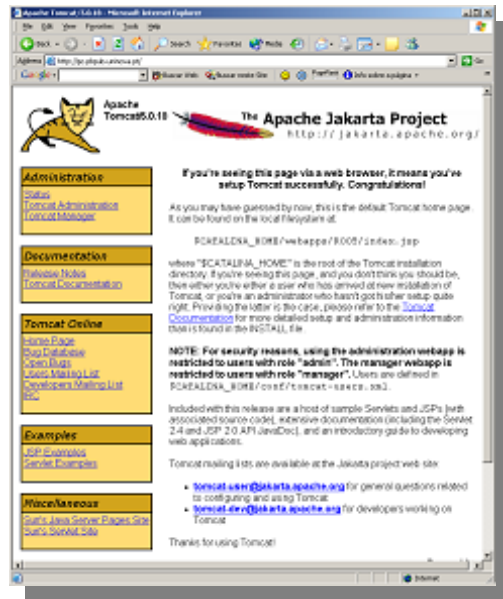 Apache Tomcat/5.0.18 - Microsoft Internet Explorer
File Edit View Favorites Tools Help
Back Search Favorites Media
Address
Google
Apache
Tomcat/5.0.18
The Apache Jakarta Project
http://jakarta.apache.org/
Administration
Status
Tomcat Administration
Tomcat Manager
Documentation
Release Notes
Tomcat Documentation
Tomcat Online
Home Page
Bug Database
Open Bugs
Users Mailing List
Developers Mailing List
IRC
Examples
JSP Examples
Servlet Examples
Miscellaneous
Sun's Java Server Pages Site
Sun's Servlet Site
If you're seeing this page via a web browser, it means you've
setup Tomcat successfully. Congratulations!
As you may have guessed by now, this is the default Tomcat home page.
It can be found on the local filesystem at:
$CATALINA_HOME/webapps/ROOT/index.jsp
where "$CATALINA_HOME" is the root of the Tomcat installation
directory. If you're seeing this page, and you don't think you should be,
then either you're either a user who has arrived at new installation of
Tomcat, or you're an administrator who hasn't got his/her setup quite
right. Providing the latter is the case, please refer to the Tomcat
Documentation for more detailed setup and administration information
than is found in the INSTALL file.
NOTE: For security reasons, using the administration webapp is
restricted to users with role "admin". The manager webapp is
restricted to users with role "manager". Users are defined in
$CATALINA_HOME/conf/tomcat-users.xml.
Included with this release are a host of sample Servlets and JSPs (with
associated source code), extensive documentation (including the Servlet
2.4 and JSP 2.0 API JavaDoc), and an introductory guide to developing
web applications.
Tomcat mailing lists are available at the Jakarta project web site:
tomcat-user@jakarta.apache.org for general questions related
to configuring and using Tomcat
tomcat-dev@jakarta.apache.org for developers working on
Tomcat
Thanks for using Tomcat!
Internet